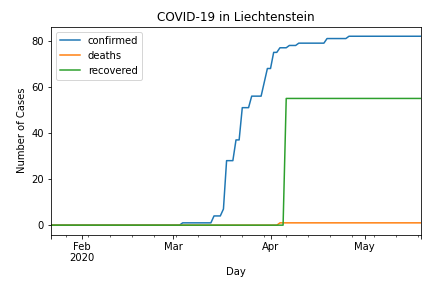 COVID-19 in Liechtenstein
confirmed
deaths
recovered
Number of Cases
80
60
40
20
0
Feb
2020
Mar
Apr
May
Day